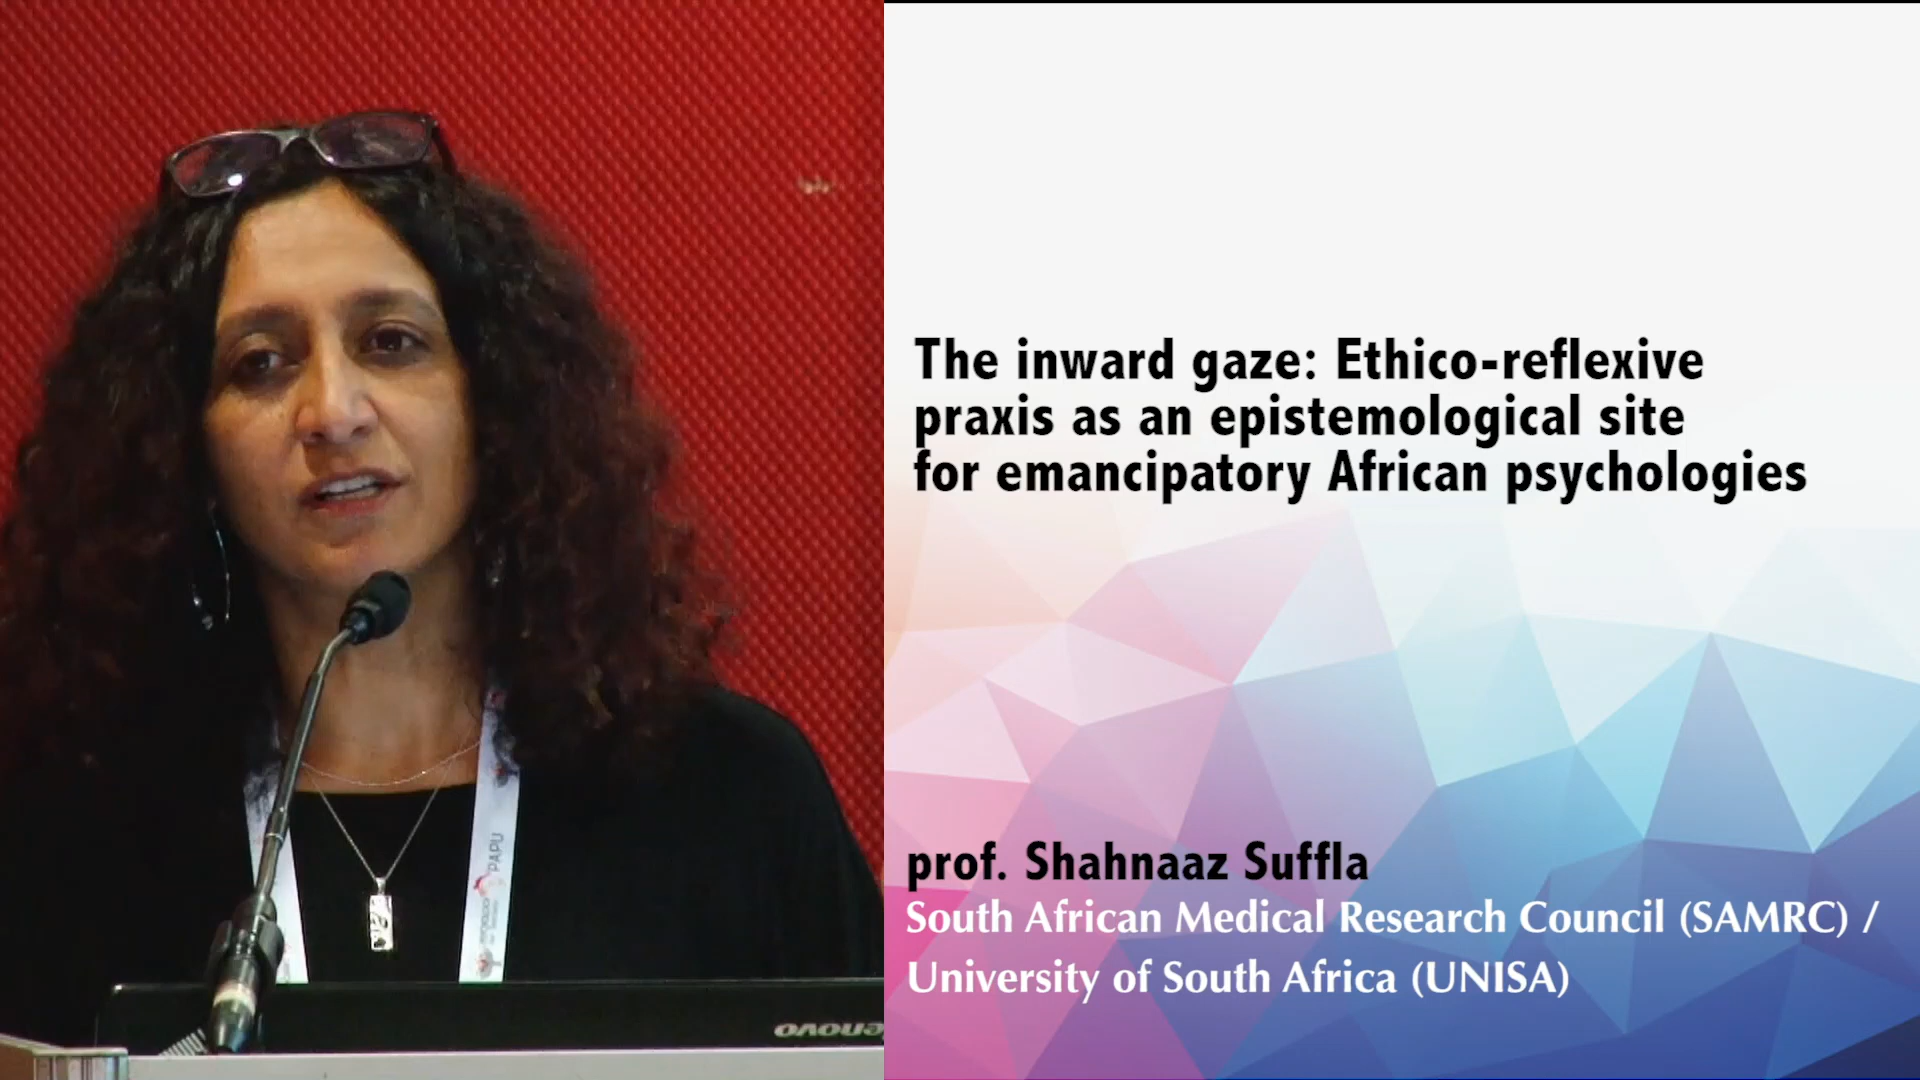 The inward gaze: Ethico-reflexive
praxis as an epistemological site
for emancipatory African psychologies
prof. Shahnaaz Suffla
South African Medical Research Council (SAMRC) /
University of South Africa (UNISA)
PAPU
lenovo